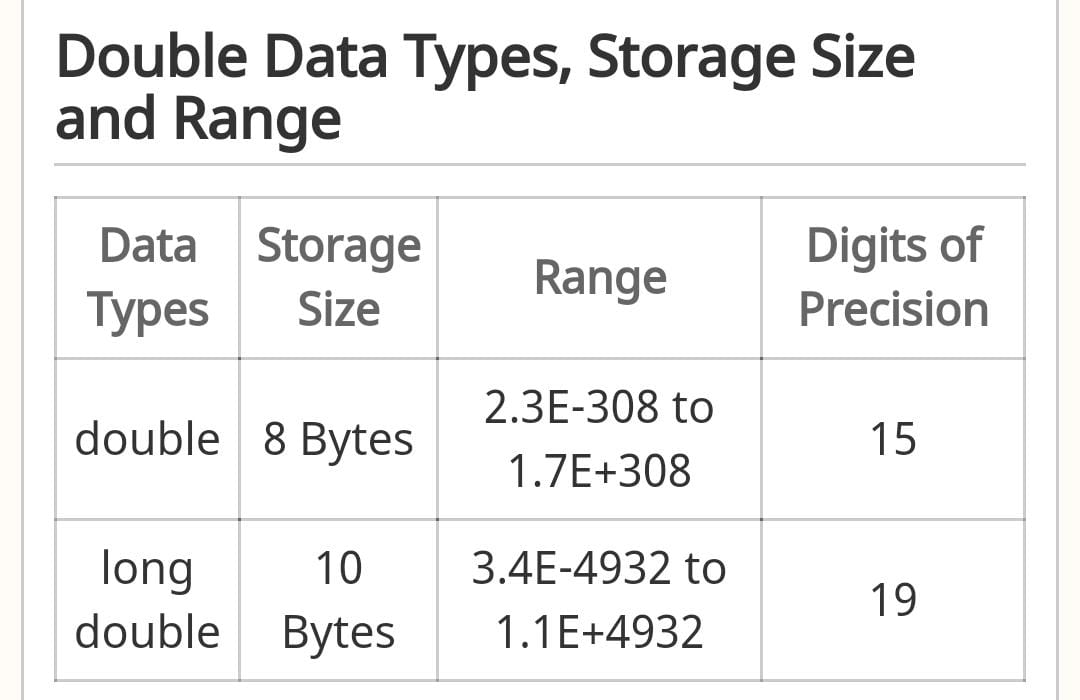 Double Data Types, Storage Size
and Range
Data
Types
Storage
Size
Range
Digits of
Precision
double
8 Bytes
2.3E-308 to
1.7E+308
15
long
double
10
Bytes
3.4E-4932 to
1.1E+4932
19